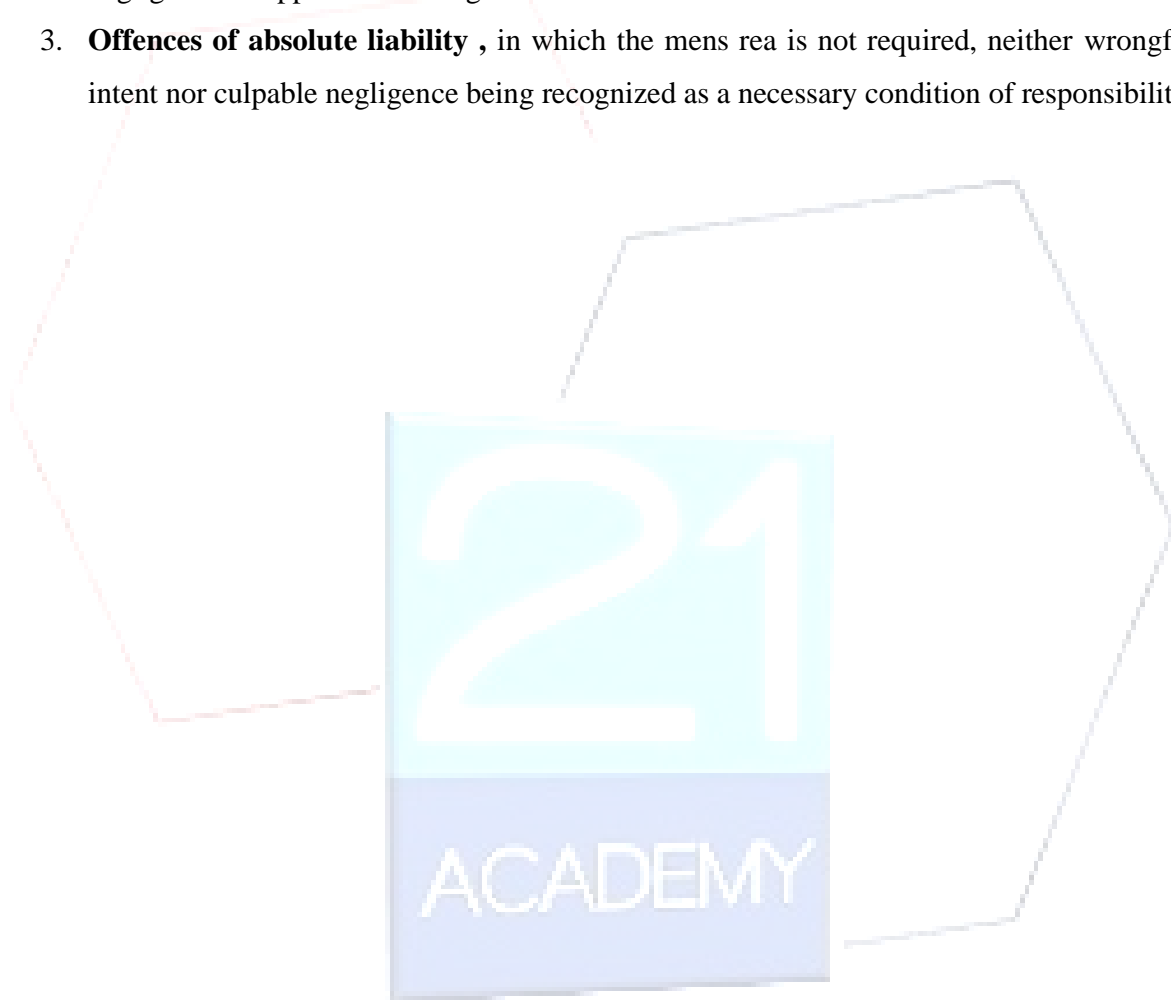 3. Offences of absolute liability , in which the mens rea is not required, neither wrongf
intent nor culpable negligence being recognized as a necessary condition of responsibilit
21
ACADEMY